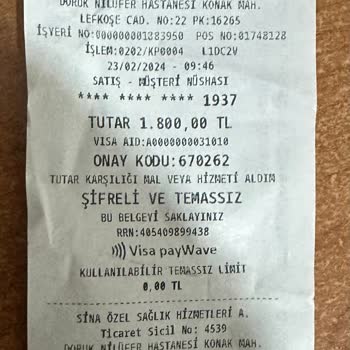 DORUK NİLÜFER HASTANESİ KONAK MAH.
LEFKOŞE CAD. NO:22 PK:16265
İŞYERİ NO:000000001883950 POS NO:01748128
İŞLEM:0202/KP0004 L1DC2V
23/02/2024 - 09:46
SATIŞ - MÜŞTERİ NÜSHASI
**** **** **** 1937
TUTAR 1.800,00 TL
VISA AID:A0000000031010
ONAY KODU:670262
TUTAR KARŞILIĞI MAL VEYA HİZMETİ ALDIM
ŞİFRELİ VE TEMASSIZ
BU BELGEYİ SAKLAYINIZ
RRN:405409899438
Visa payWave
KULLANILABİLİR TEMASSIZ LİMİT
0,00 TL
SİNA ÖZEL SAĞLIK HİZMETLERİ A.
Ticaret Sicil No: 4539
DORUK NİLÜFER HASTANESİ KONAK MAH.